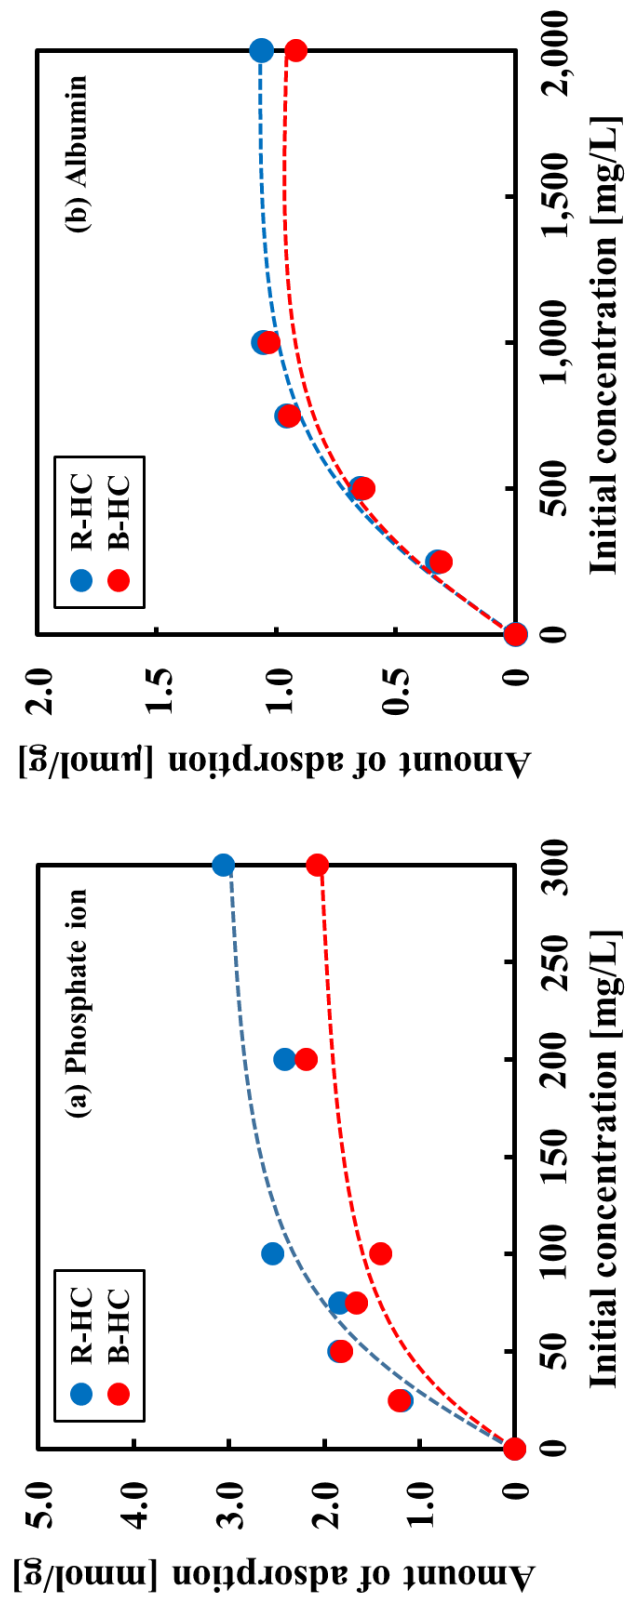 (a) Phosphate ion
R-HC
B-HC
Amount of adsorption [mmol/g]
5.0
4.0
3.0
2.0
1.0
0
0 50 100 150 200 250 300
Initial concentration [mg/L]
(b) Albumin
R-HC
B-HC
Amount of adsorption [μmol/g]
2.0
1.5
1.0
0.5
0
0 500 1,000 1,500 2,000
Initial concentration [mg/L]